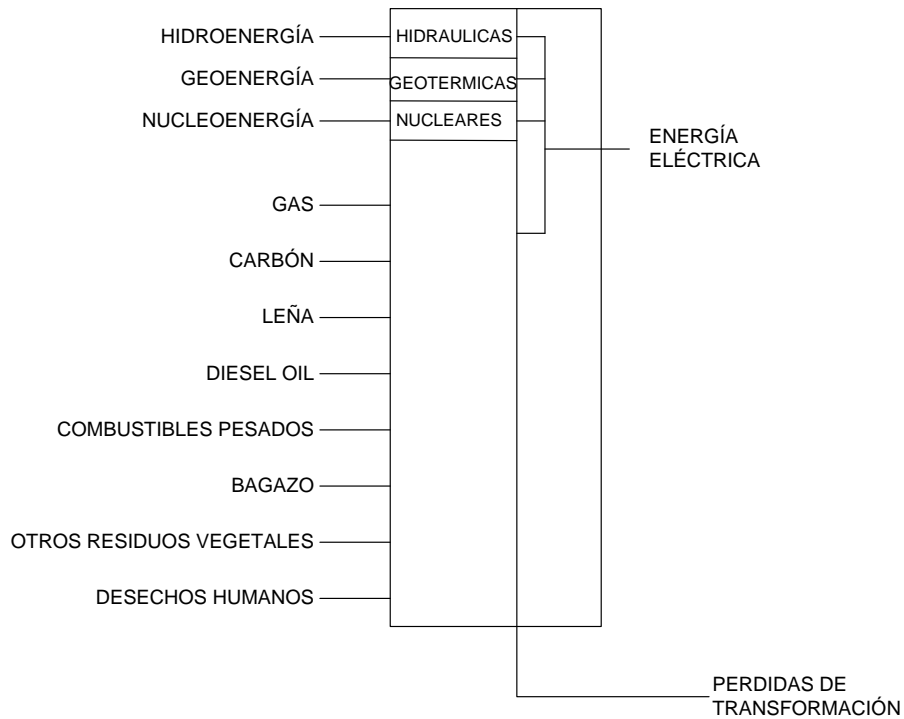 HIDROENERGÍA
HIDRAULICAS
GEOENERGÍA
GEOTERMICAS
NUCLEOENERGÍA
NUCLEARES
ENERGÍA
ELÉCTRICA
GAS
CARBÓN
LEÑA
DIESEL OIL
COMBUSTIBLES PESADOS
BAGAZO
OTROS RESIDUOS VEGETALES
DESECHOS HUMANOS
PERDIDAS DE
TRANSFORMACIÓN